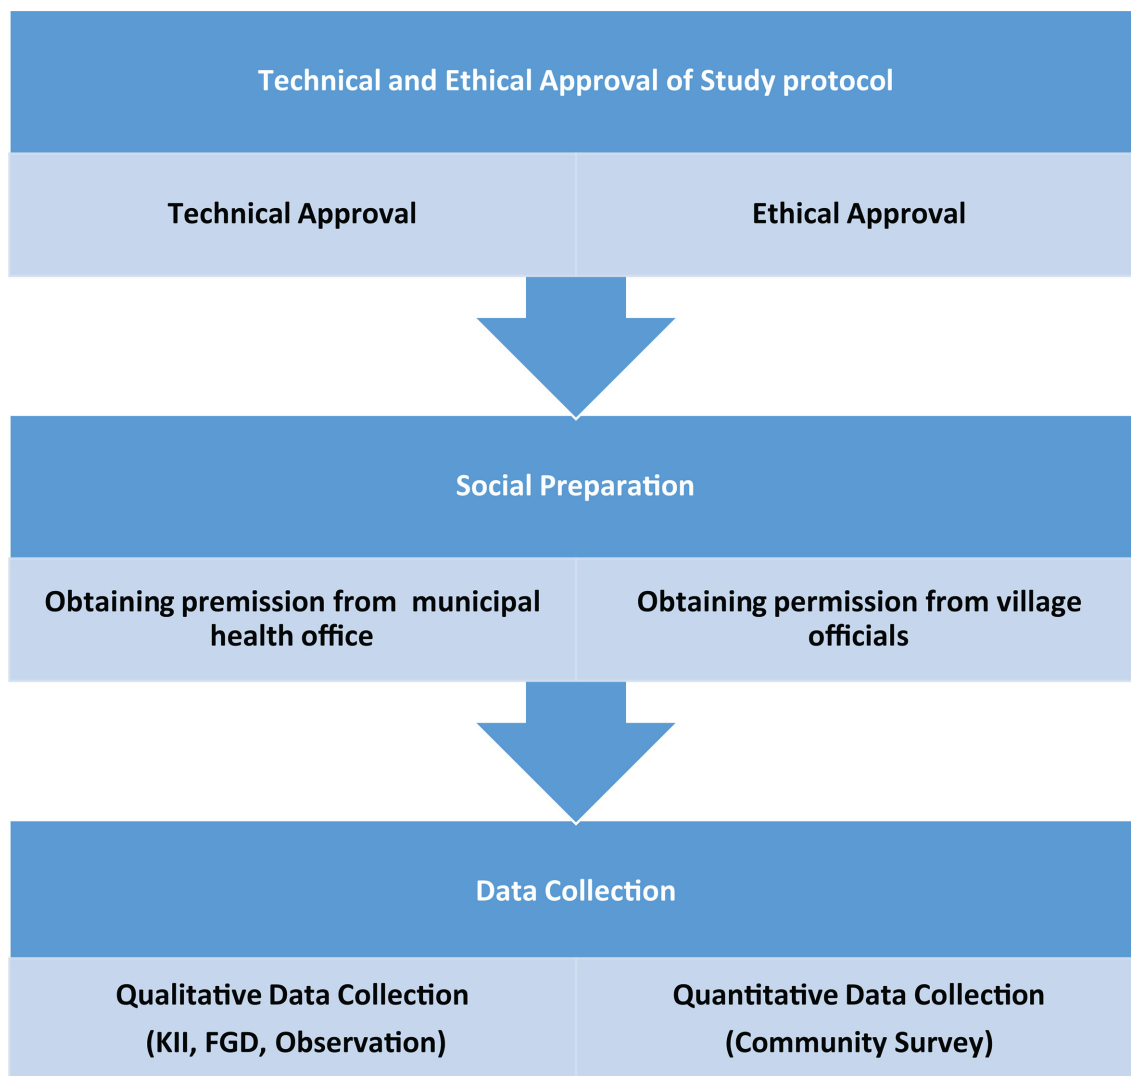 Technical and Ethical Approval of Study protocol
Technical Approval
Ethical Approval
Social Preparation
Obtaining premission from  municipal
health office
Obtaining permission from village
officials
Data Collection
Qualitative Data Collection
(KII, FGD, Observation)
Quantitative Data Collection
(Community Survey)